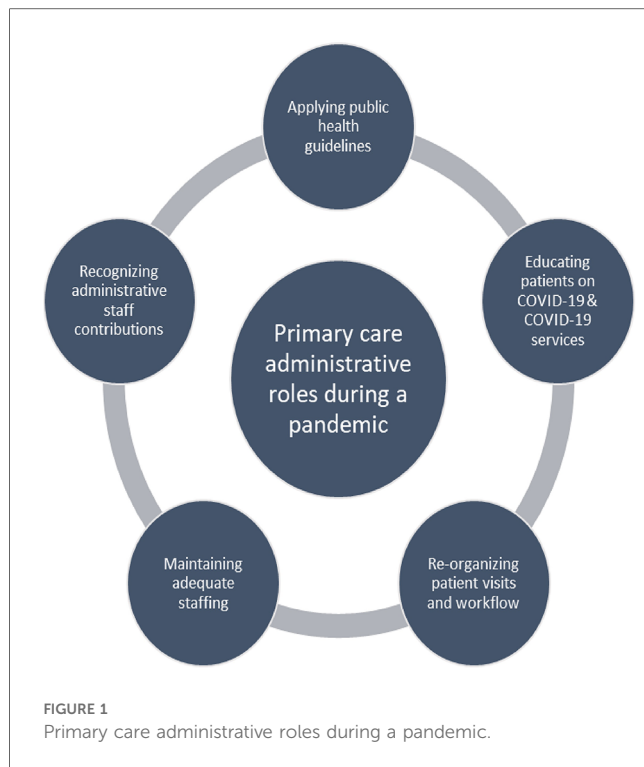 Applying public
health
guidelines
Educating
patients on
COVID-19 &
COVID-19
services
Re-organizing
patient visits
and workflow
Maintaining
adequate
staffing
Recognizing
administrative
staff
contributions
Primary care
administrative
roles during a
pandemic
FIGURE 1
Primary care administrative roles during a pandemic.